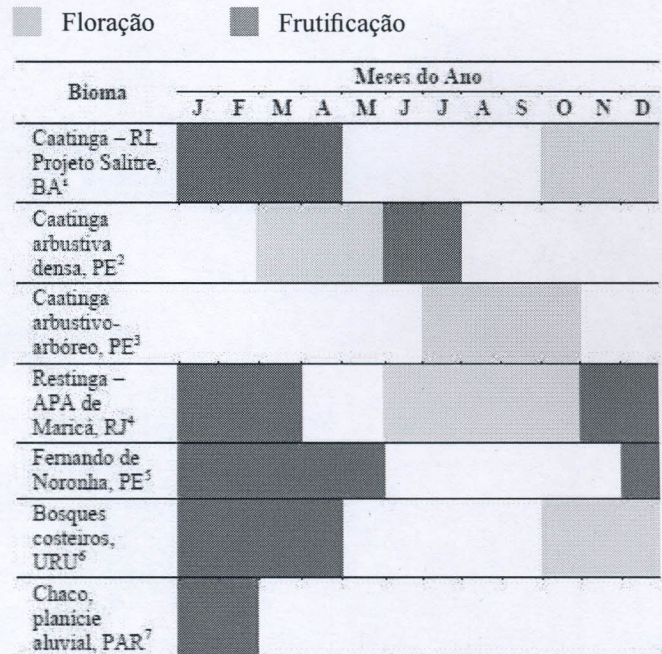 Floração Frutificação
Bioma
Meses do Ano
J F M A M J J A S O N D
Caatinga – RL
Projeto Salitre,
BA¹
Caatinga
arbustiva
densa, PE²
Caatinga
arbustivo-
arbóreo, PE³
Restinga –
APA de
Maricá, RJ⁴
Fernando de
Noronha, PE⁵
Bosques
costeiros,
URU⁶
Chaco,
planície
aluvial, PAR⁷